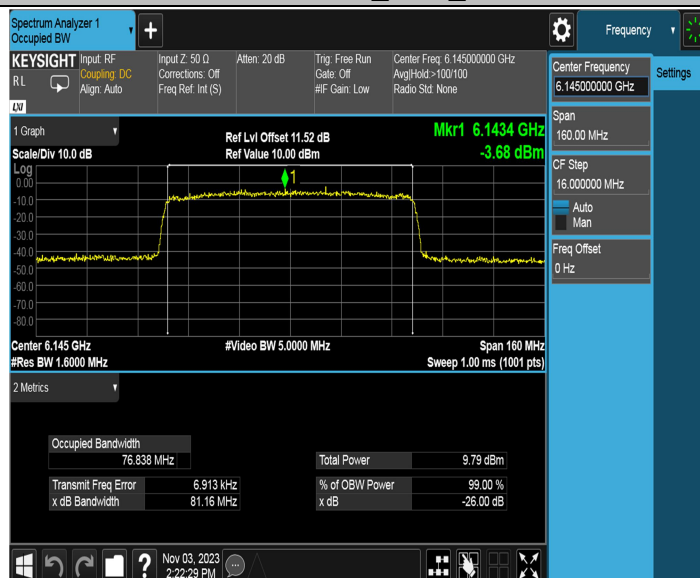 Spectrum Analyzer 1
Occupied BW
+
Frequency
KEYSIGHT
RL
LXI
Input: RF
Coupling: DC
Align: Auto
Input Z: 50 Ω
Corrections: Off
Freq Ref: Int (S)
Atten: 20 dB
Trig: Free Run
Gate: Off
#IF Gain: Low
Center Freq: 6.145000000 GHz
Avg|Hold:>100/100
Radio Std: None
Center Frequency
6.145000000 GHz
Settings
Span
160.00 MHz
CF Step
16.000000 MHz
Auto
Man
Freq Offset
0 Hz
1 Graph
Scale/Div 10.0 dB
Ref Lvl Offset 11.52 dB
Ref Value 10.00 dBm
Mkr1 6.1434 GHz
-3.68 dBm
Log
0.00
-10.0
-20.0
-30.0
-40.0
-50.0
-60.0
-70.0
-80.0
1
Center 6.145 GHz
#Video BW 5.0000 MHz
Span 160 MHz
#Res BW 1.6000 MHz
Sweep 1.00 ms (1001 pts)
2 Metrics
Occupied Bandwidth
76.838 MHz
Total Power 9.79 dBm
Transmit Freq Error 6.913 kHz
% of OBW Power 99.00 %
x dB Bandwidth 81.16 MHz
x dB -26.00 dB
?
Nov 03, 2023
2:22:29 PM